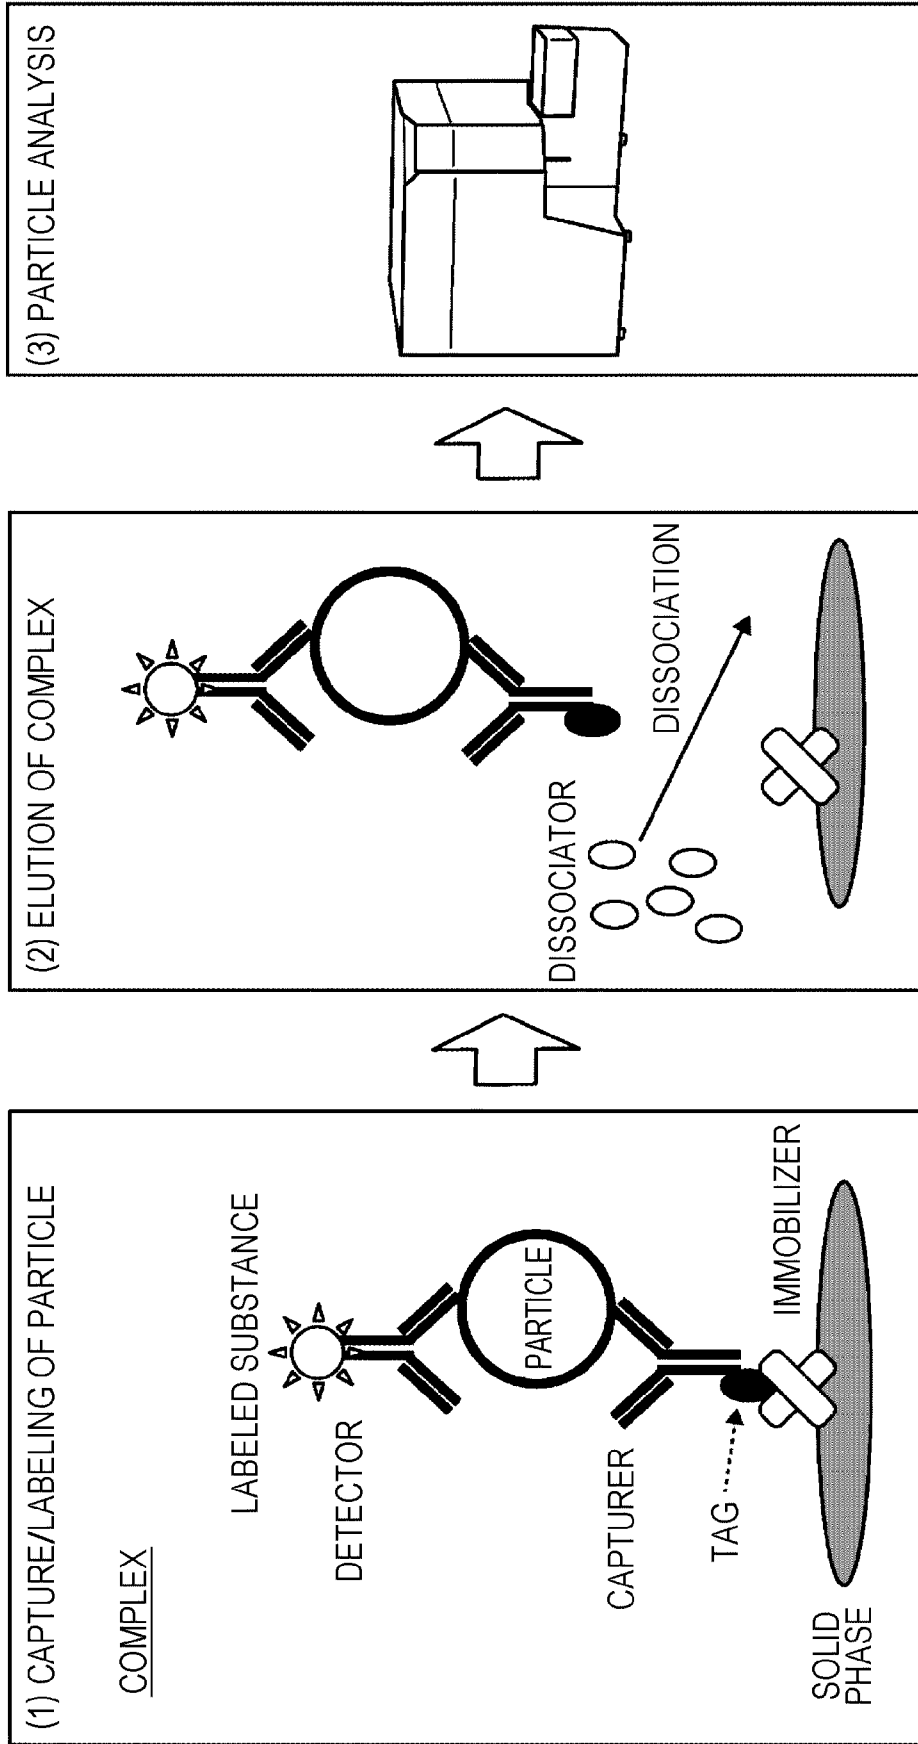 (1) CAPTURE/LABELING OF PARTICLE
COMPLEX
LABELED SUBSTANCE
DETECTOR
PARTICLE
CAPTURER
TAG
IMMOBILIZER
SOLID
PHASE
(2) ELUTION OF COMPLEX
DISSOCIATOR
DISSOCIATION
(3) PARTICLE ANALYSIS